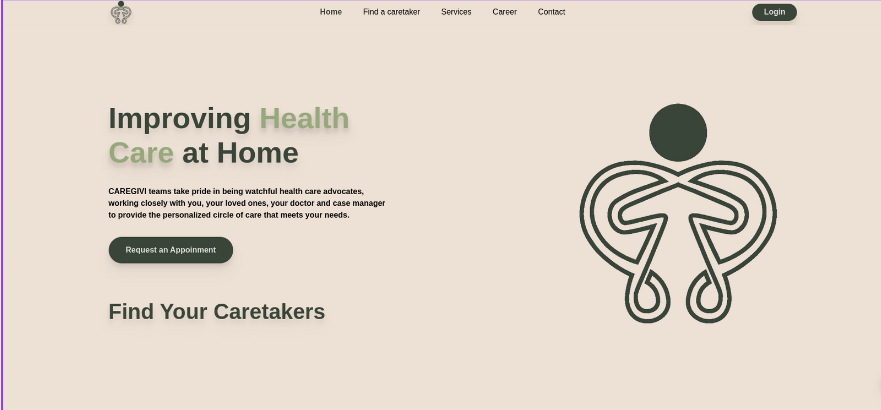 Home Find a caretaker Services Career Contact Login
Improving Health
Care at Home
CAREGIVI teams take pride in being watchful health care advocates,
working closely with you, your loved ones, your doctor and case manager
to provide the personalized circle of care that meets your needs.
Request an Appoinment
Find Your Caretakers